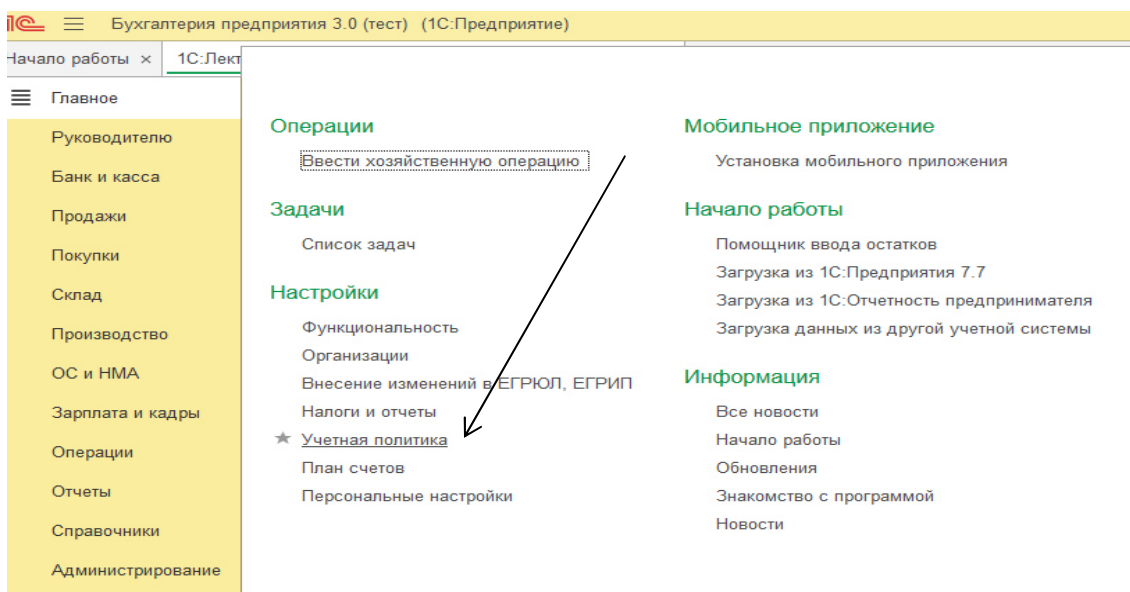 1С Бухгалтерия предприятия 3.0 (тест) (1С:Предприятие)
Начало работы × 1С:Лект
Главное
Руководителю
Банк и касса
Продажи
Покупки
Склад
Производство
ОС и НМА
Зарплата и кадры
Операции
Отчеты
Справочники
Администрирование
Операции
Ввести хозяйственную операцию
Задачи
Список задач
Настройки
Функциональность
Организации
Внесение изменений в ЕГРЮЛ, ЕГРИП
Налоги и отчеты
Учетная политика
План счетов
Персональные настройки
Мобильное приложение
Установка мобильного приложения
Начало работы
Помощник ввода остатков
Загрузка из 1С:Предприятия 7.7
Загрузка из 1С:Отчетность предпринимателя
Загрузка данных из другой учетной системы
Информация
Все новости
Начало работы
Обновления
Знакомство с программой
Новости